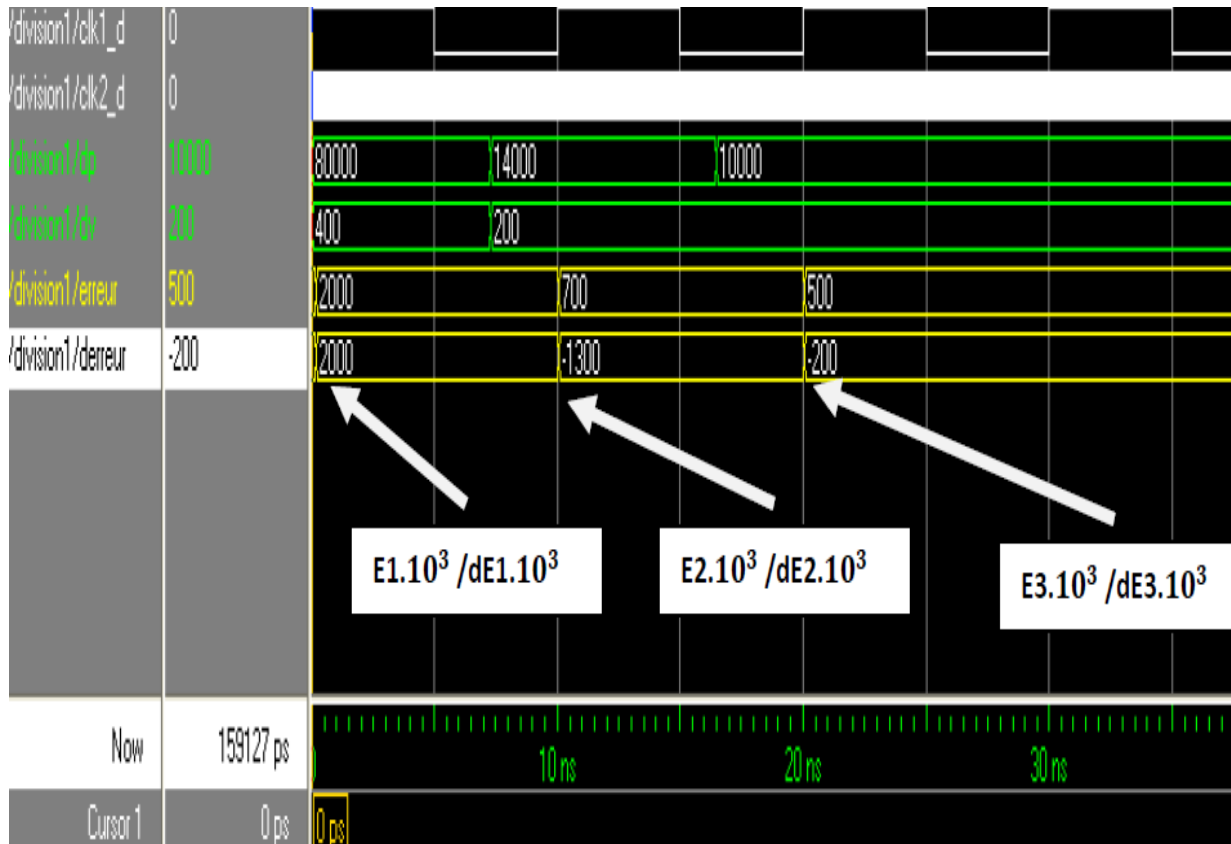 /division1/clk1_d 0
/division1/clk2_d 0
/division1/dp 10000 80000 14000 10000
/division1/dv 200 400 200
/division1/erreur 500 2000 700 500
/division1/derreur -200 2000 -1300 -200
E1.10³ /dE1.10³ E2.10³ /dE2.10³ E3.10³ /dE3.10³
Now 159127 ps 10 ns 20 ns 30 ns
Cursor 1 0 ps 0 ps